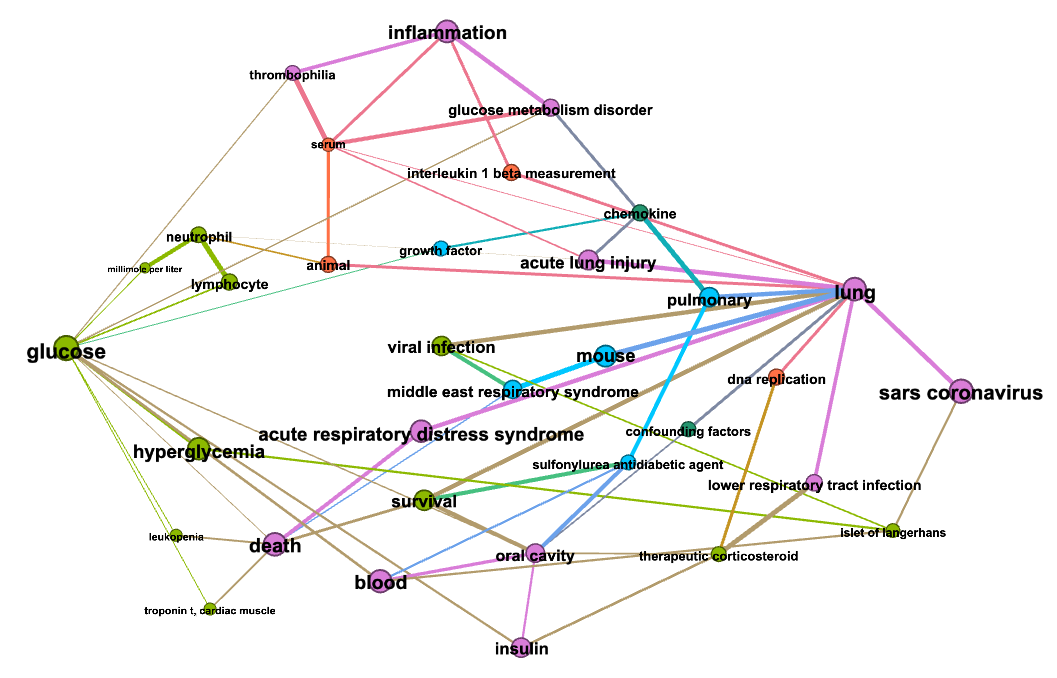 inflammation
thrombophilia
glucose metabolism disorder
serum
interleukin 1 beta measurement
chemokine
neutrophil
growth factor
millimole per liter
animal
acute lung injury
lymphocyte
pulmonary
lung
glucose
viral infection
mouse
middle east respiratory syndrome
dna replication
sars coronavirus
acute respiratory distress syndrome
confounding factors
hyperglycemia
sulfonylurea antidiabetic agent
lower respiratory tract infection
survival
leukopenia
islet of langerhans
death
oral cavity
therapeutic corticosteroid
blood
troponin t, cardiac muscle
insulin